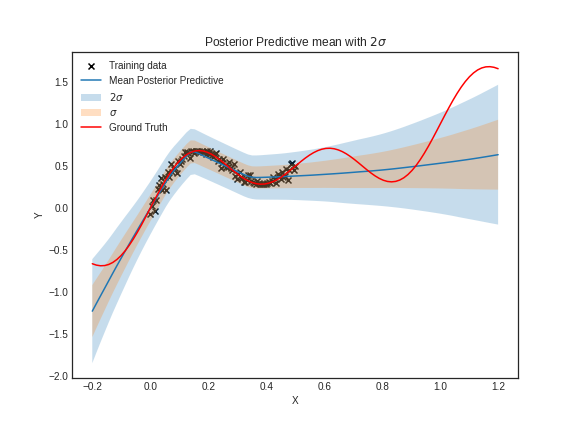 Posterior Predictive mean with 2σ
Training data
Mean Posterior Predictive
2σ
σ
Ground Truth
1.5
1.0
0.5
0.0
−0.5
−1.0
−1.5
−2.0
Y
−0.2 0.0 0.2 0.4 0.6 0.8 1.0 1.2
X